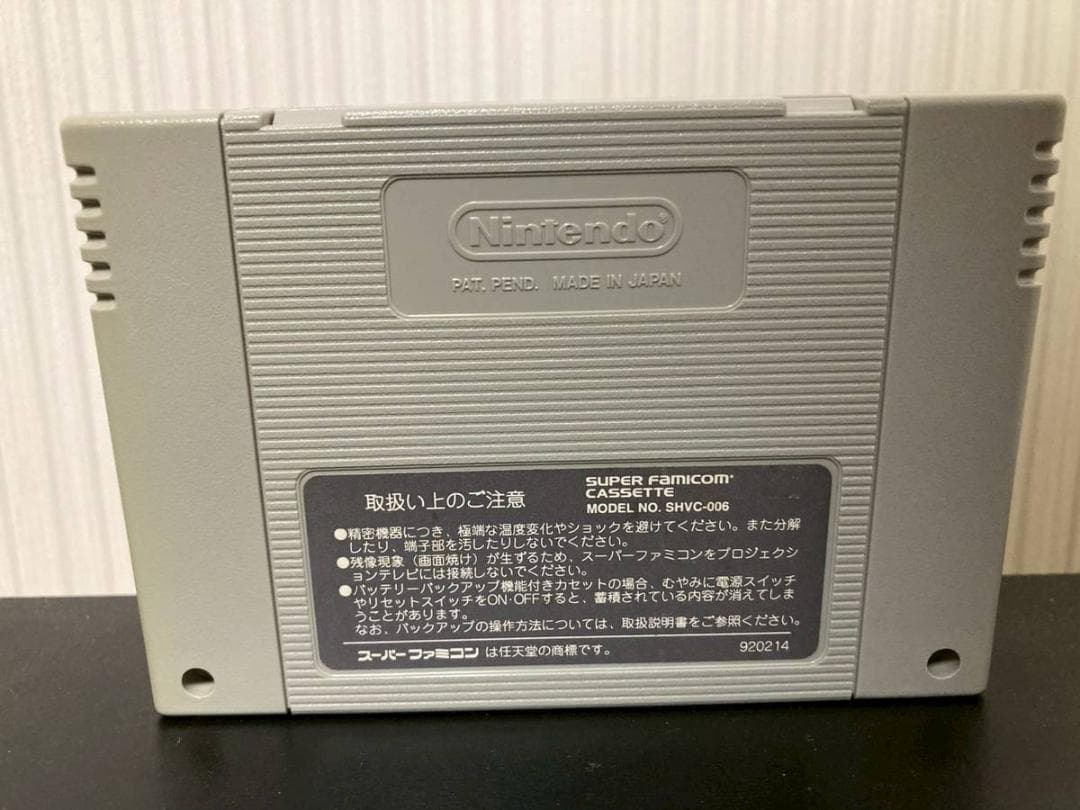 Nintendo®
PAT. PEND. MADE IN JAPAN
取扱い上のご注意
SUPER FAMICOM
CASSETTE
MODEL NO. SHVC-006
●精密機器につき、極端な温度変化やショックを避けてください。また分解
したり、端子部を汚したりしないでください。
●残像現象（画面焼け）が生ずるため、スーパーファミコンをプロジェクシ
ョンテレビには接続しないでください。
●バッテリーバックアップ機能付きカセットの場合、むやみに電源スイッチ
やリセットスイッチをON・OFFすると、蓄積されている内容が消えてしま
うことがあります。
なお、バックアップの操作方法については、取扱説明書をご参照ください。
スーパーファミコンは任天堂の商標です。
920214